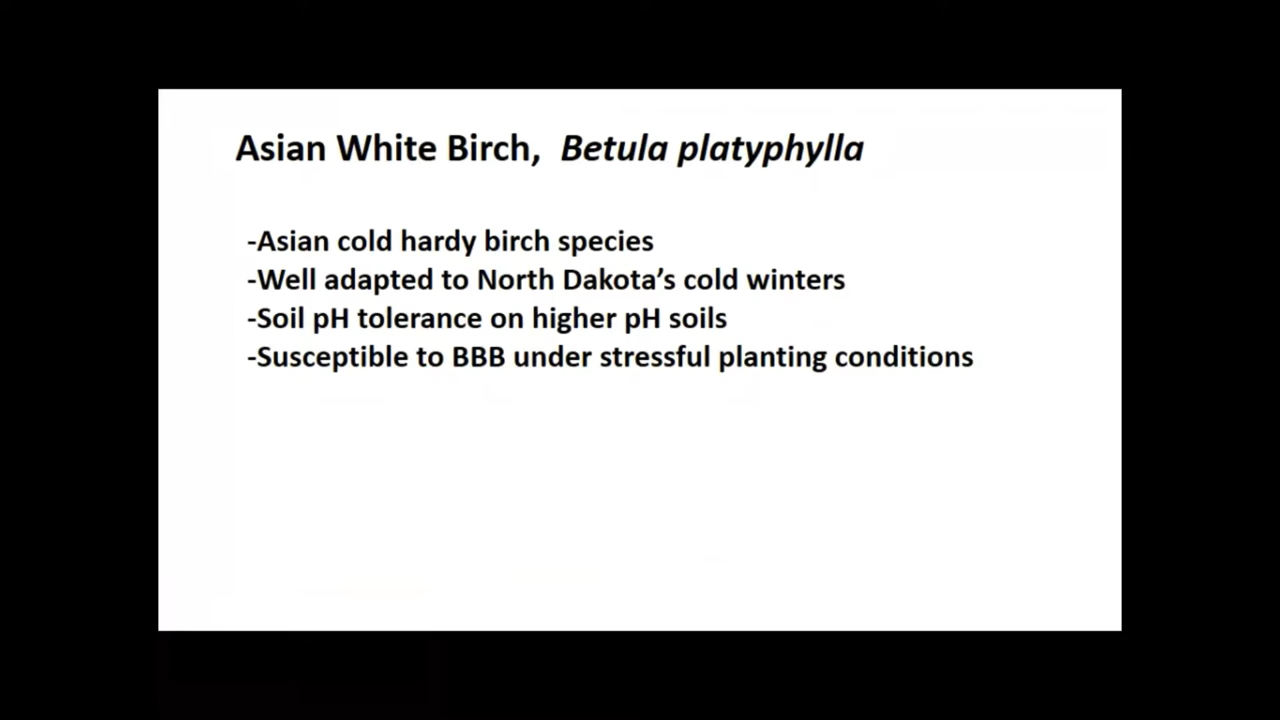 Asian White Birch, Betula platyphylla
-Asian cold hardy birch species
-Well adapted to North Dakota’s cold winters
-Soil pH tolerance on higher pH soils
-Susceptible to BBB under stressful planting conditions